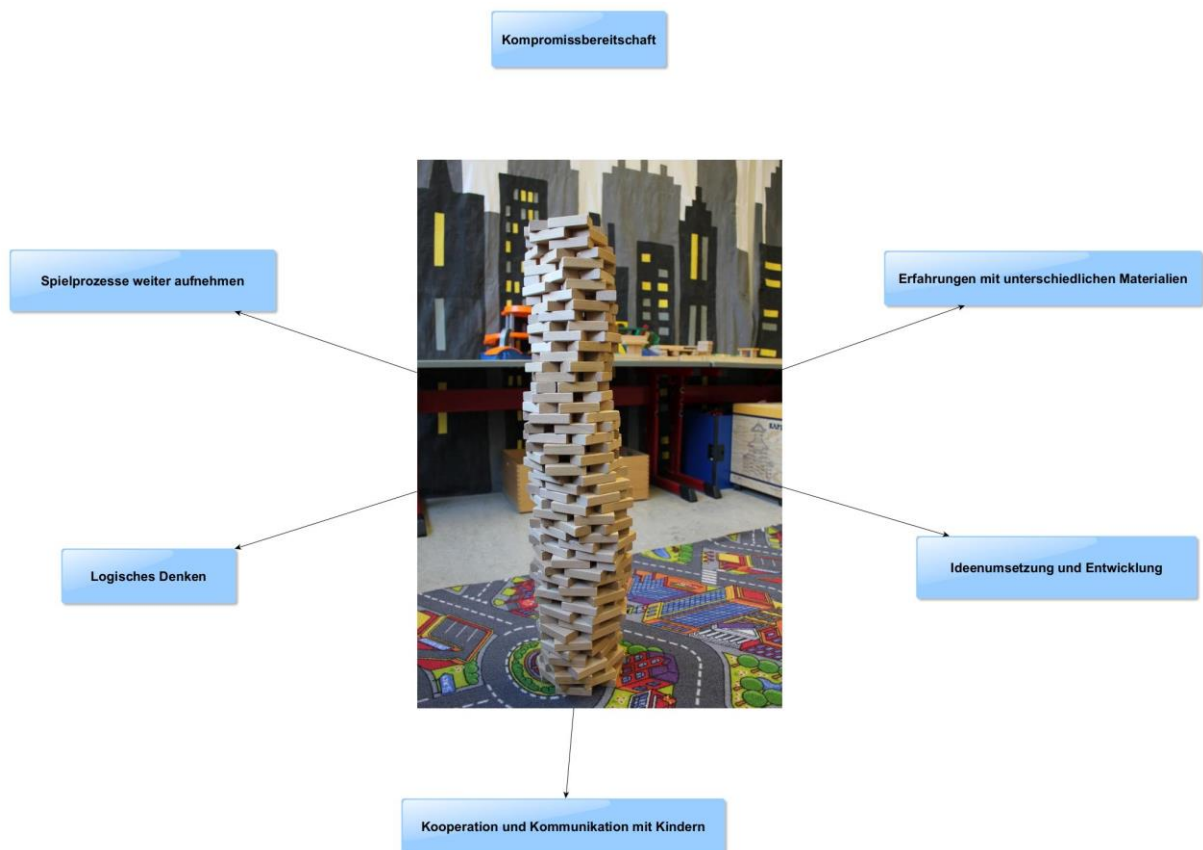 Kompromissbereitschaft
Spielprozesse weiter aufnehmen
Erfahrungen mit unterschiedlichen Materialien
Logisches Denken
Ideenumsetzung und Entwicklung
Kooperation und Kommunikation mit Kindern